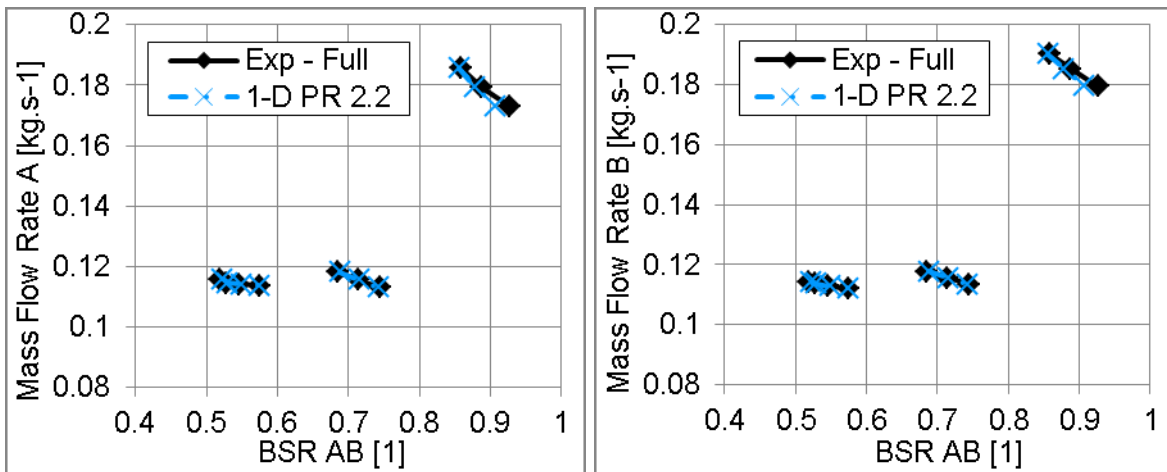 Mass Flow Rate A [kg.s-1]
0.2
0.18
0.16
0.14
0.12
0.1
0.08
Exp - Full
1-D PR 2.2
0.4 0.5 0.6 0.7 0.8 0.9 1
BSR AB [1]
Mass Flow Rate B [kg.s-1]
0.2
0.18
0.16
0.14
0.12
0.1
0.08
Exp - Full
1-D PR 2.2
0.4 0.5 0.6 0.7 0.8 0.9 1
BSR AB [1]